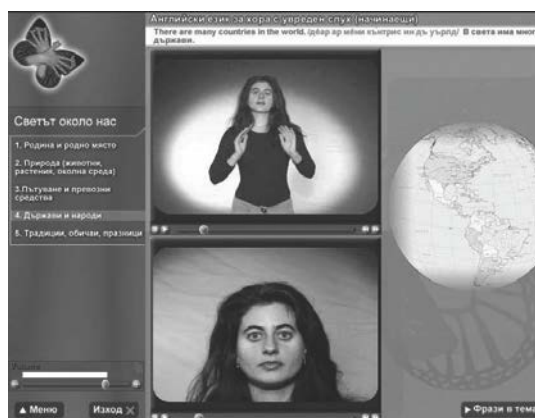 Английски език за хора с увреден слух (начинаещи)
There are many countries in the world. /деар ар мени кънтрис ин дъ уърлд/ В света има много
държави.
Светът около нас
1. Родина и родно място
2. Природа (животни,
растения, околна среда)
3.Пътуване и превозни
средства
4. Държави и народи
5. Традиции, обичаи, празници
Меню
Изход
Фрази в тема